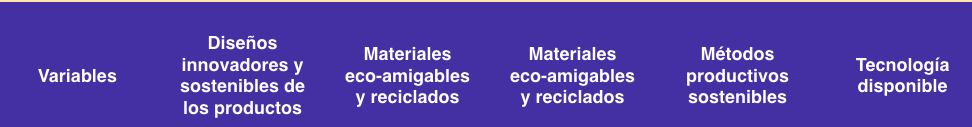 Variables
Diseños
innovadores y
sostenibles de
los productos
Materiales
eco-amigables
y reciclados
Materiales
eco-amigables
y reciclados
Métodos
productivos
sostenibles
Tecnología
disponible